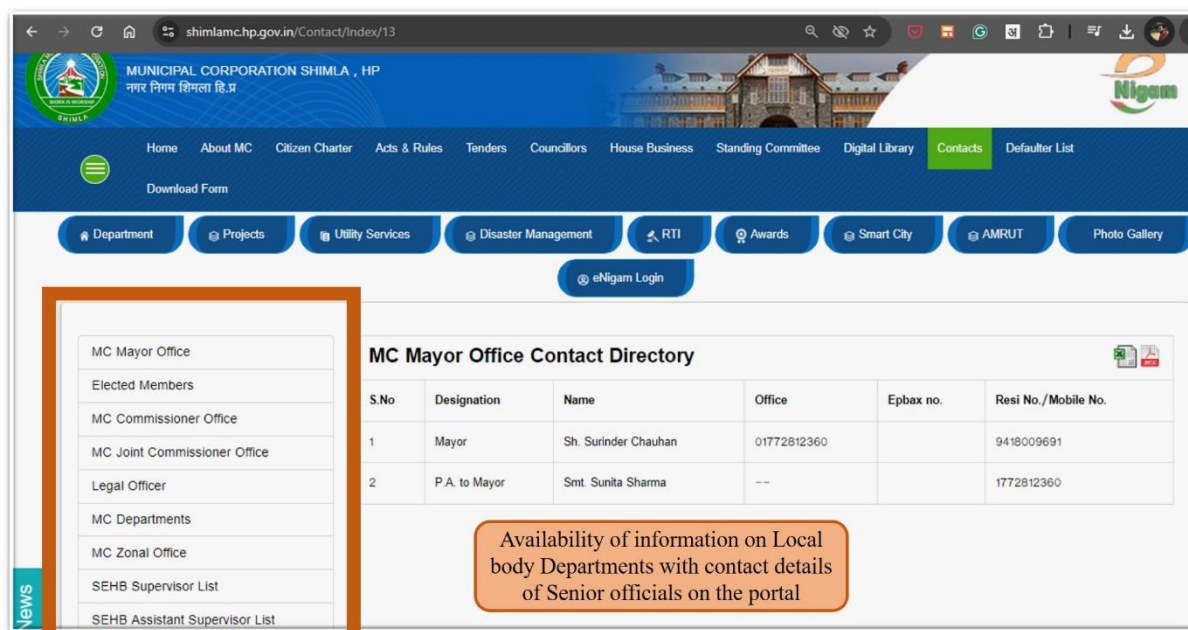 shimlamc.hp.gov.in/Contact/Index/13
MUNICIPAL CORPORATION SHIMLA , HP
नगर निगम शिमला हि.प्र
WORK IS WORSHIP
SHIMLA
Nigam
Home About MC Citizen Charter Acts & Rules Tenders Councillors House Business Standing Committee Digital Library Contacts Defaulter List
Download Form
Department Projects Utility Services Disaster Management RTI Awards Smart City AMRUT Photo Gallery
eNigam Login
MC Mayor Office
Elected Members
MC Commissioner Office
MC Joint Commissioner Office
Legal Officer
MC Departments
MC Zonal Office
SEHB Supervisor List
SEHB Assistant Supervisor List
News
MC Mayor Office Contact Directory
S.No Designation Name Office Epbax no. Resi No./Mobile No.
1 Mayor Sh. Surinder Chauhan 01772812360 9418009691
2 P.A. to Mayor Smt. Sunita Sharma -- 1772812360
Availability of information on Local
body Departments with contact details
of Senior officials on the portal